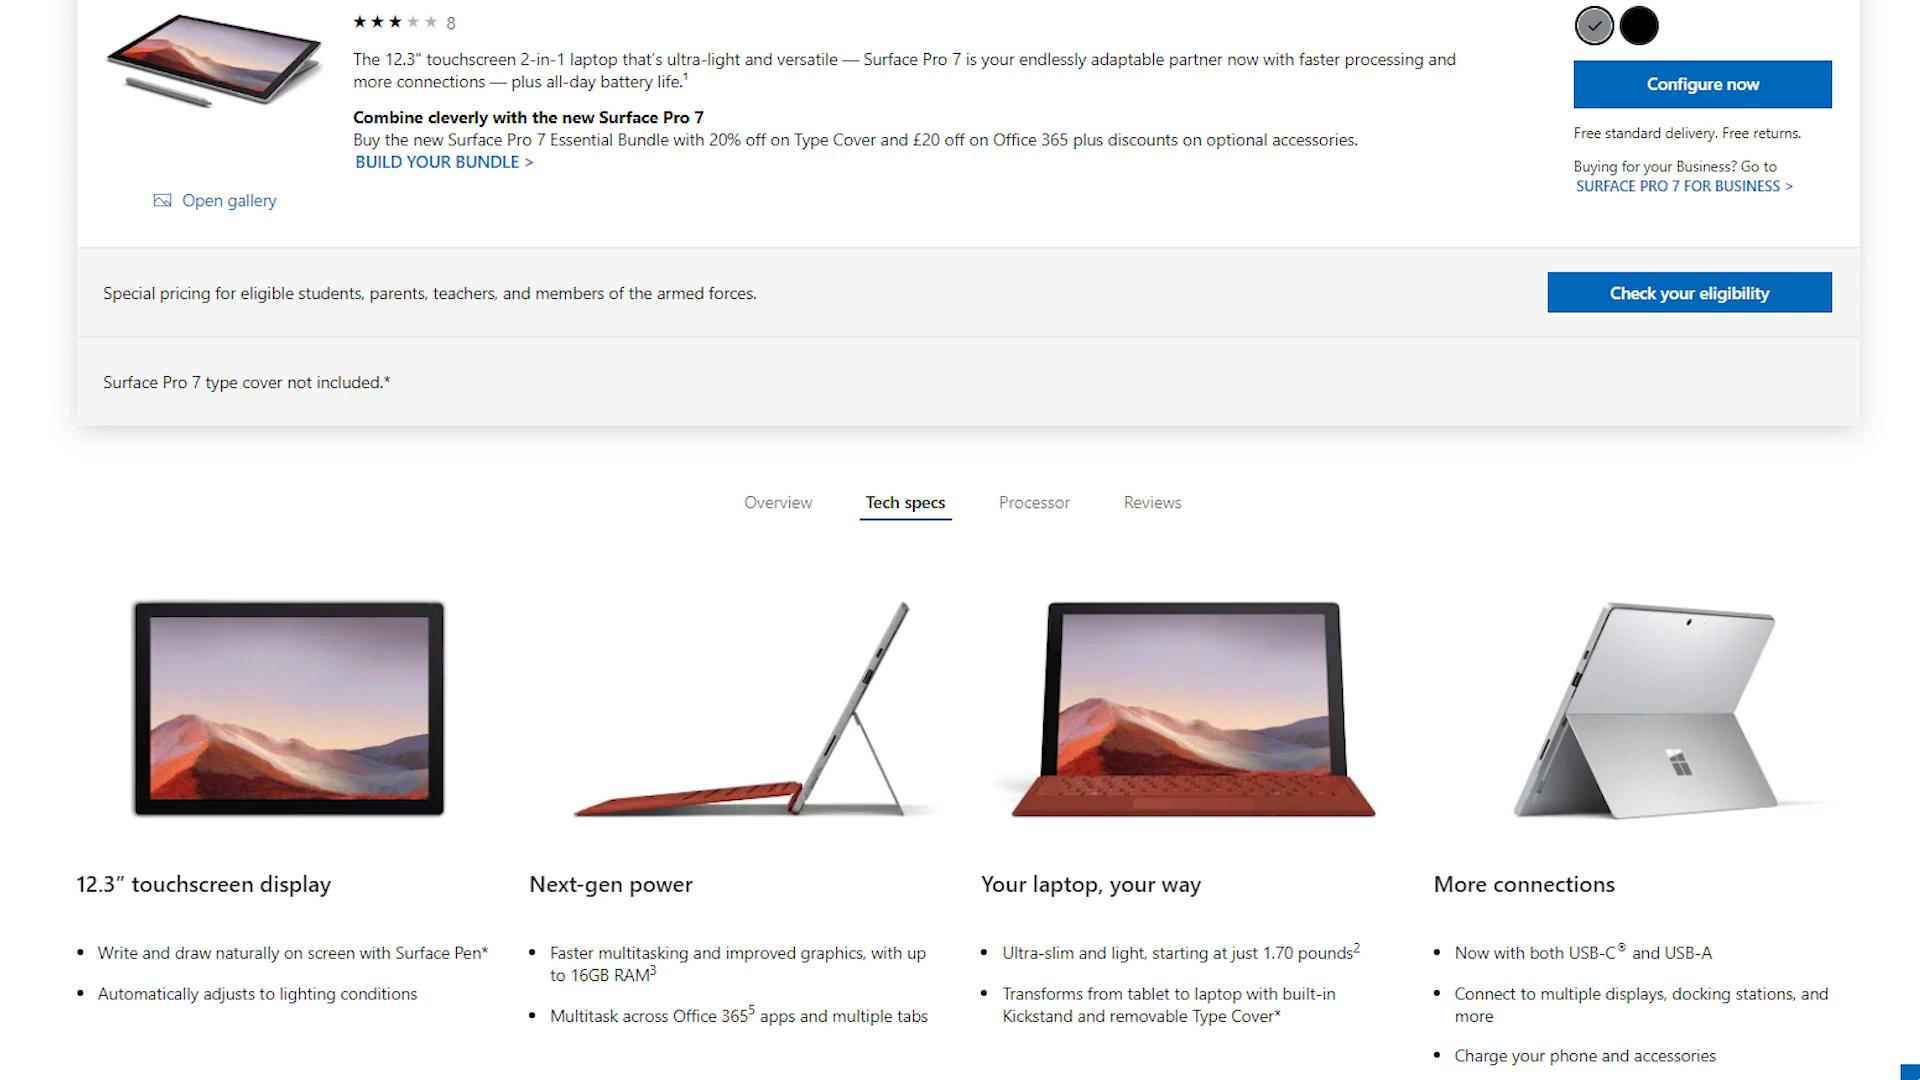 8
The 12.3" touchscreen 2-in-1 laptop that's ultra-light and versatile — Surface Pro 7 is your endlessly adaptable partner now with faster processing and
more connections — plus all-day battery life.1
Combine cleverly with the new Surface Pro 7
Buy the new Surface Pro 7 Essential Bundle with 20% off on Type Cover and £20 off on Office 365 plus discounts on optional accessories.
BUILD YOUR BUNDLE >
Open gallery
Configure now
Free standard delivery. Free returns.
Buying for your Business? Go to
SURFACE PRO 7 FOR BUSINESS >
Special pricing for eligible students, parents, teachers, and members of the armed forces.
Check your eligibility
Surface Pro 7 type cover not included.*
Overview
Tech specs
Processor
Reviews
12.3″ touchscreen display
Write and draw naturally on screen with Surface Pen*
Automatically adjusts to lighting conditions
Next-gen power
Faster multitasking and improved graphics, with up
to 16GB RAM3
Multitask across Office 3655 apps and multiple tabs
Your laptop, your way
Ultra-slim and light, starting at just 1.70 pounds2
Transforms from tablet to laptop with built-in
Kickstand and removable Type Cover*
More connections
Now with both USB-C® and USB-A
Connect to multiple displays, docking stations, and
more
Charge your phone and accessories